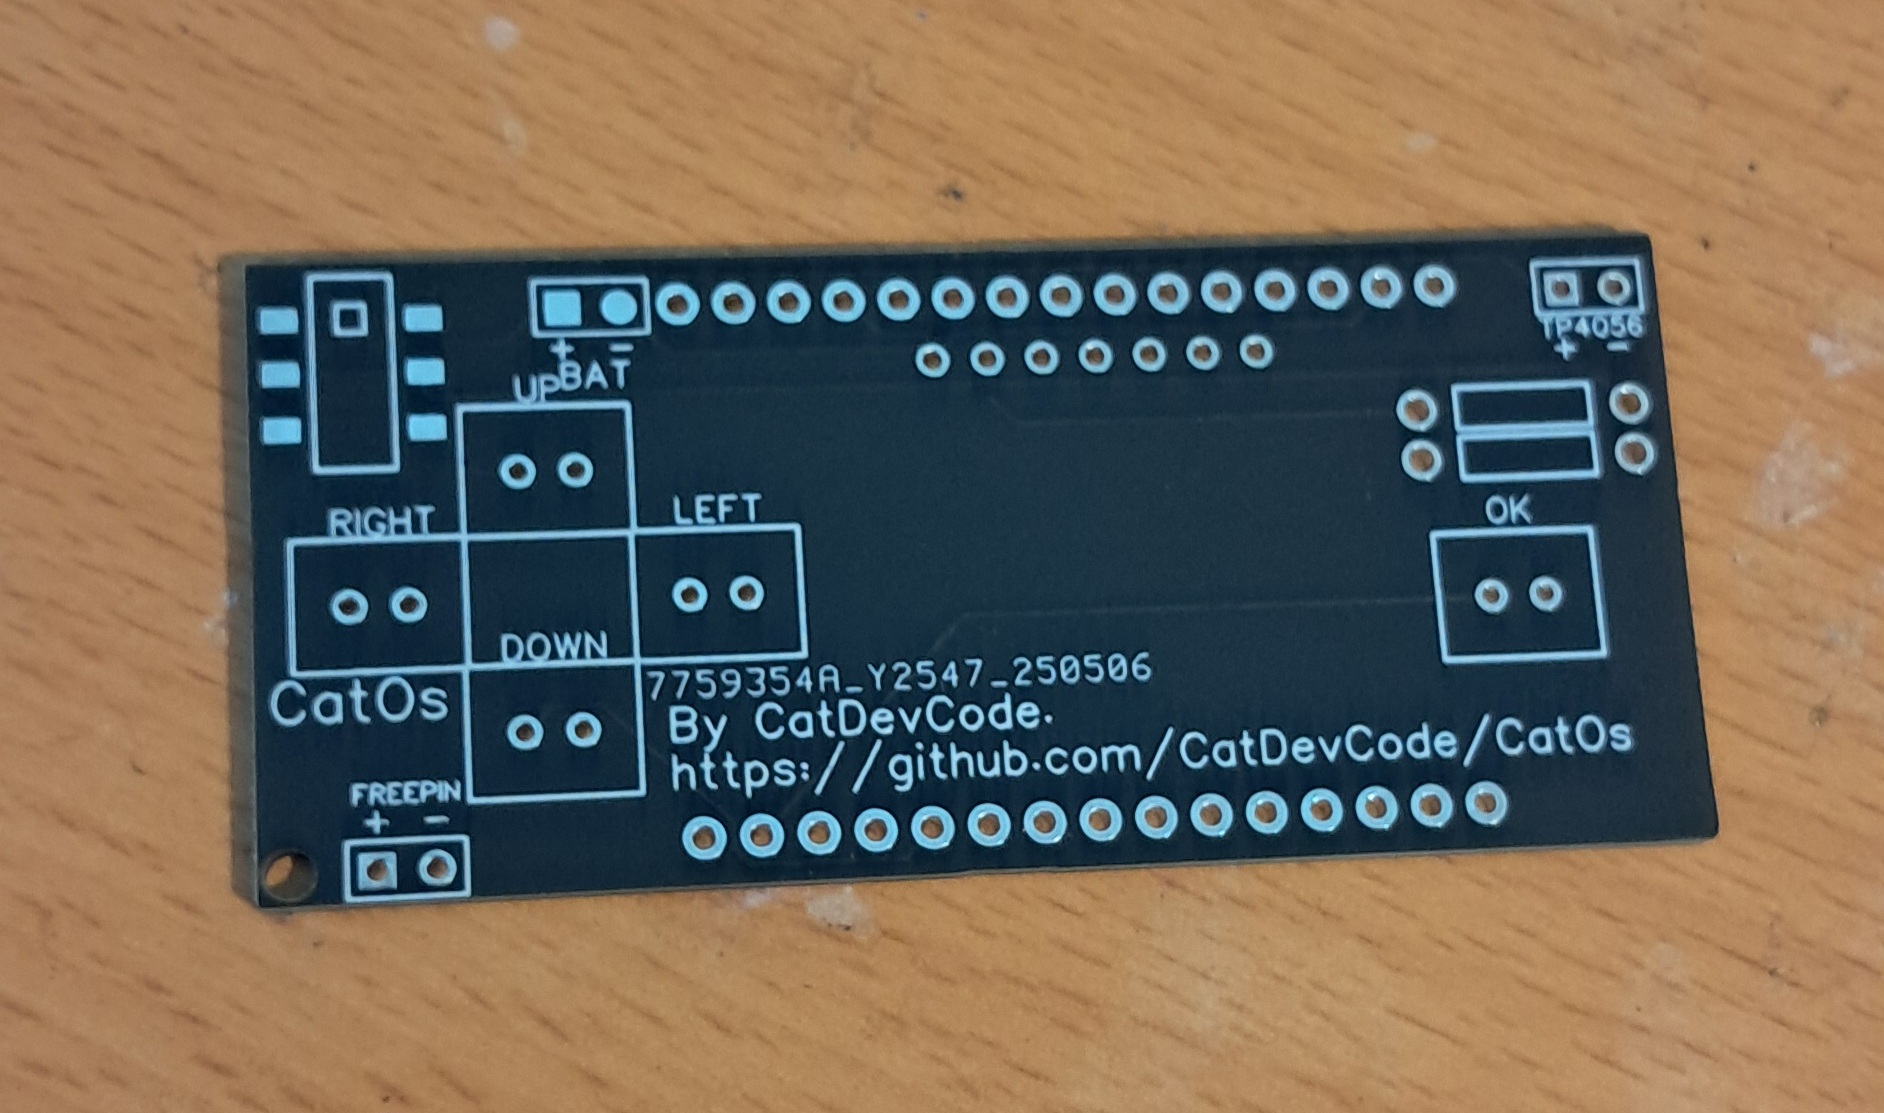 TP4056
+ -
+ -
BAT
UP
RIGHT
LEFT
OK
DOWN
7759354A_Y2547_250506
CatOs
By CatDevCode.
https://github.com/CatDevCode/CatOs
FREEPIN
+ -